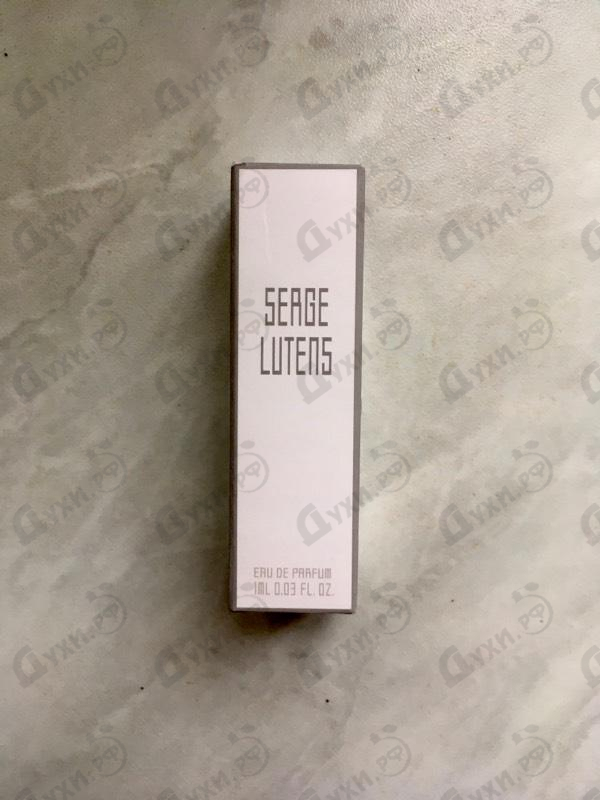 SERGE
LUTENS
EAU DE PARFUM
1ML 0.03 FL. OZ.
Духи.РФ